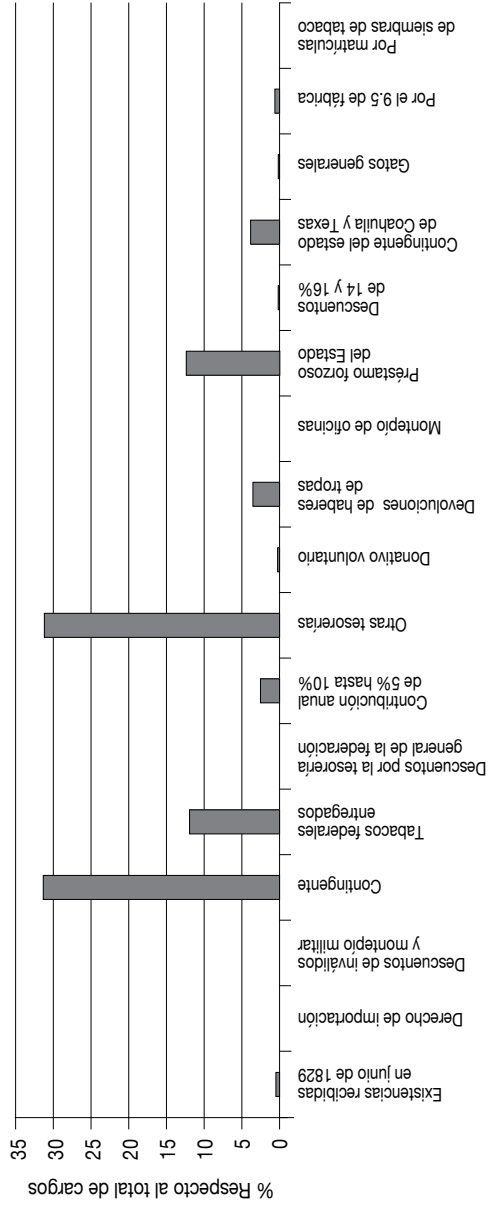 % Respecto al total de cargos
35
30
25
20
15
10
5
0
Existencias recibidas
en junio de 1829
Derecho de importación
Descuentos de inválidos
y montepío militar
Contingente
Tabacos federales
entregados
Descuentos por la tesorería
general de la federación
Contribución anual
de 5% hasta 10%
Otras tesorerías
Donativo voluntario
Devoluciones de haberes
de tropas
Montepío de oficinas
Préstamo forzoso
del Estado
Descuentos
de 14 y 16%
Contingente del estado
de Coahuila y Texas
Gatos generales
Por el 9.5 de fábrica
Por matrículas
de siembras de tabaco